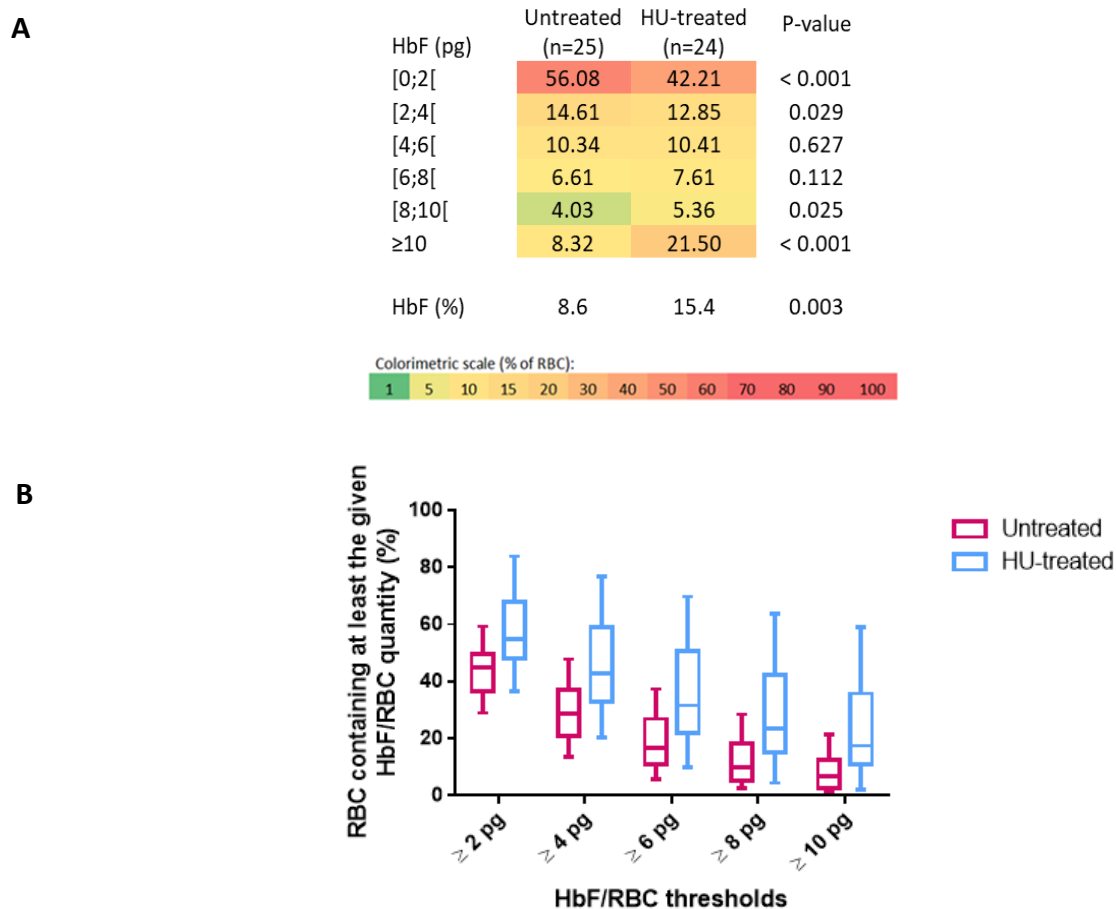 A
Untreated HU-treated P-value
HbF (pg) (n=25) (n=24)
[0;2[ 56.08 42.21 < 0.001
[2;4[ 14.61 12.85 0.029
[4;6[ 10.34 10.41 0.627
[6;8[ 6.61 7.61 0.112
[8;10[ 4.03 5.36 0.025
≥10 8.32 21.50 < 0.001
HbF (%) 8.6 15.4 0.003
Colorimetric scale (% of RBC):
1 5 10 15 20 30 40 50 60 70 80 90 100
B
RBC containing at least the given
HbF/RBC quantity (%)
100
80
60
40
20
0
≥ 2 pg ≥ 4 pg ≥ 6 pg ≥ 8 pg ≥ 10 pg
HbF/RBC thresholds
Untreated
HU-treated